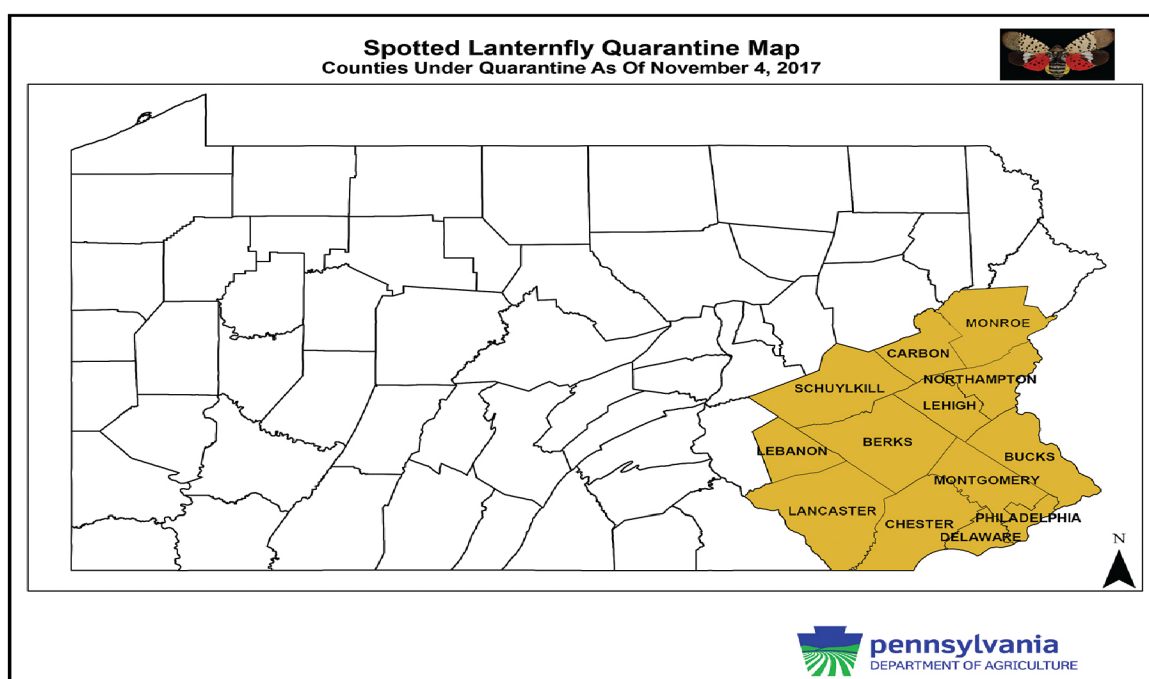 Spotted Lanternfly Quarantine Map
Counties Under Quarantine As Of November 4, 2017
MONROE
CARBON
NORTHAMPTON
SCHUYLKILL
LEHIGH
BERKS
LEBANON
BUCKS
MONTGOMERY
LANCASTER
PHILADELPHIA
CHESTER
DELAWARE
N
pennsylvania
DEPARTMENT OF AGRICULTURE